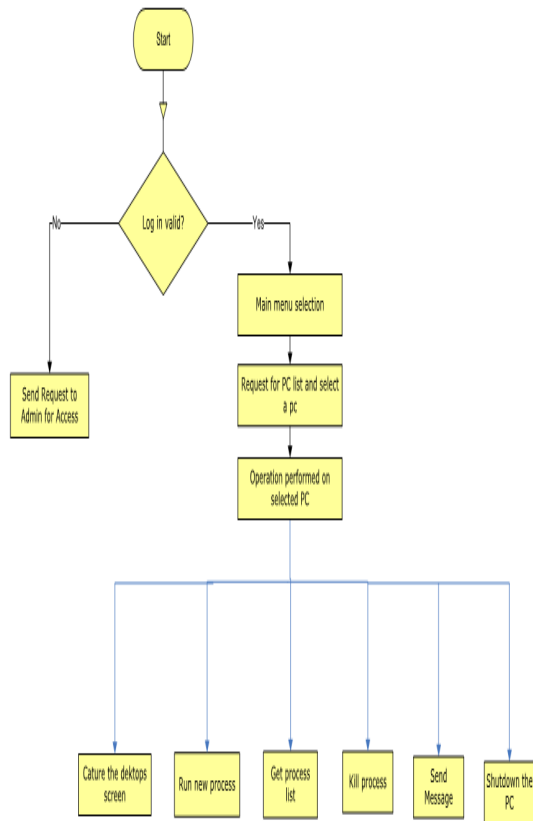 Start
Log in valid?
No
Yes
Main menu selection
Request for PC list and select
a pc
Send Request to
Admin for Access
Operation performed on
selected PC
Cature the dektops
screen
Run new process
Get process
list
Kill process
Send
Message
Shutdown the
PC